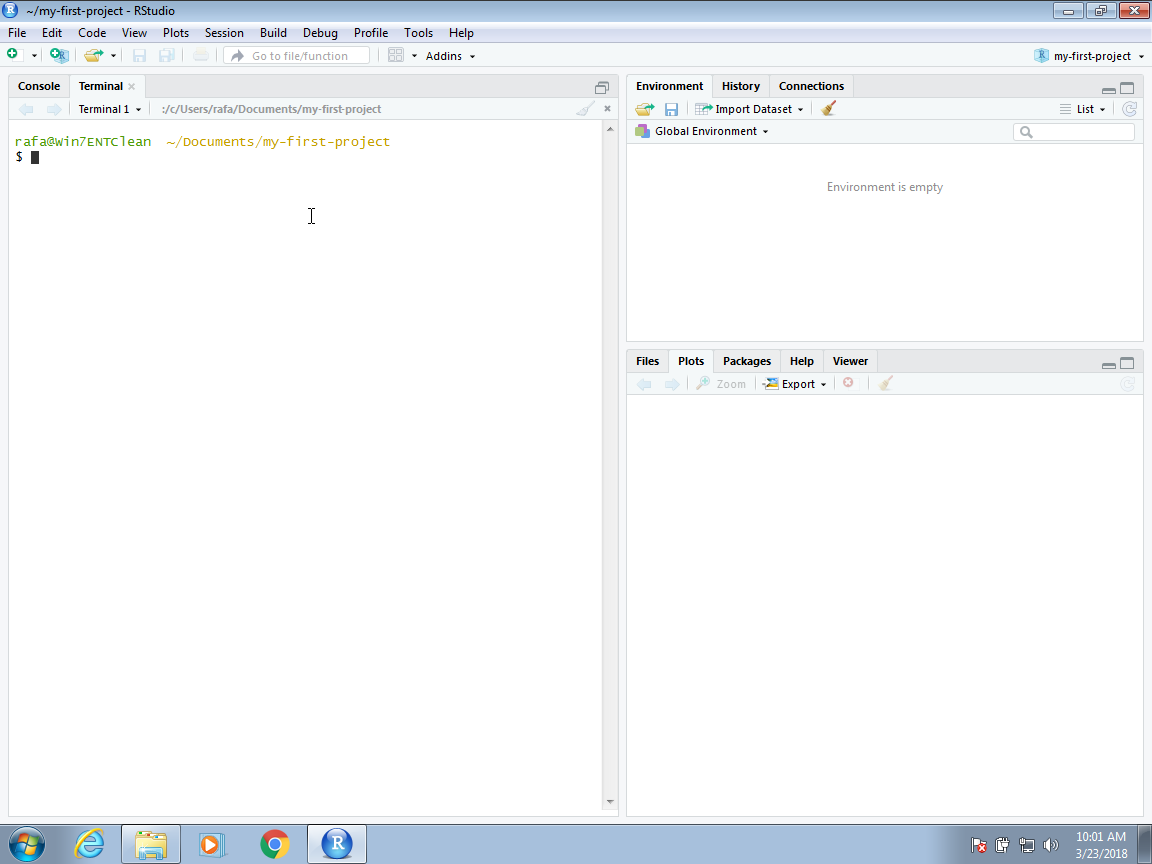 ~/my-first-project - RStudio
File Edit Code View Plots Session Build Debug Profile Tools Help
Go to file/function Addins my-first-project
Console Terminal
Terminal 1 :/c/Users/rafa/Documents/my-first-project
rafa@Win7ENTClean ~/Documents/my-first-project
$
Environment History Connections
Import Dataset List
Global Environment
Environment is empty
Files Plots Packages Help Viewer
Zoom Export
10:01 AM
3/23/2018